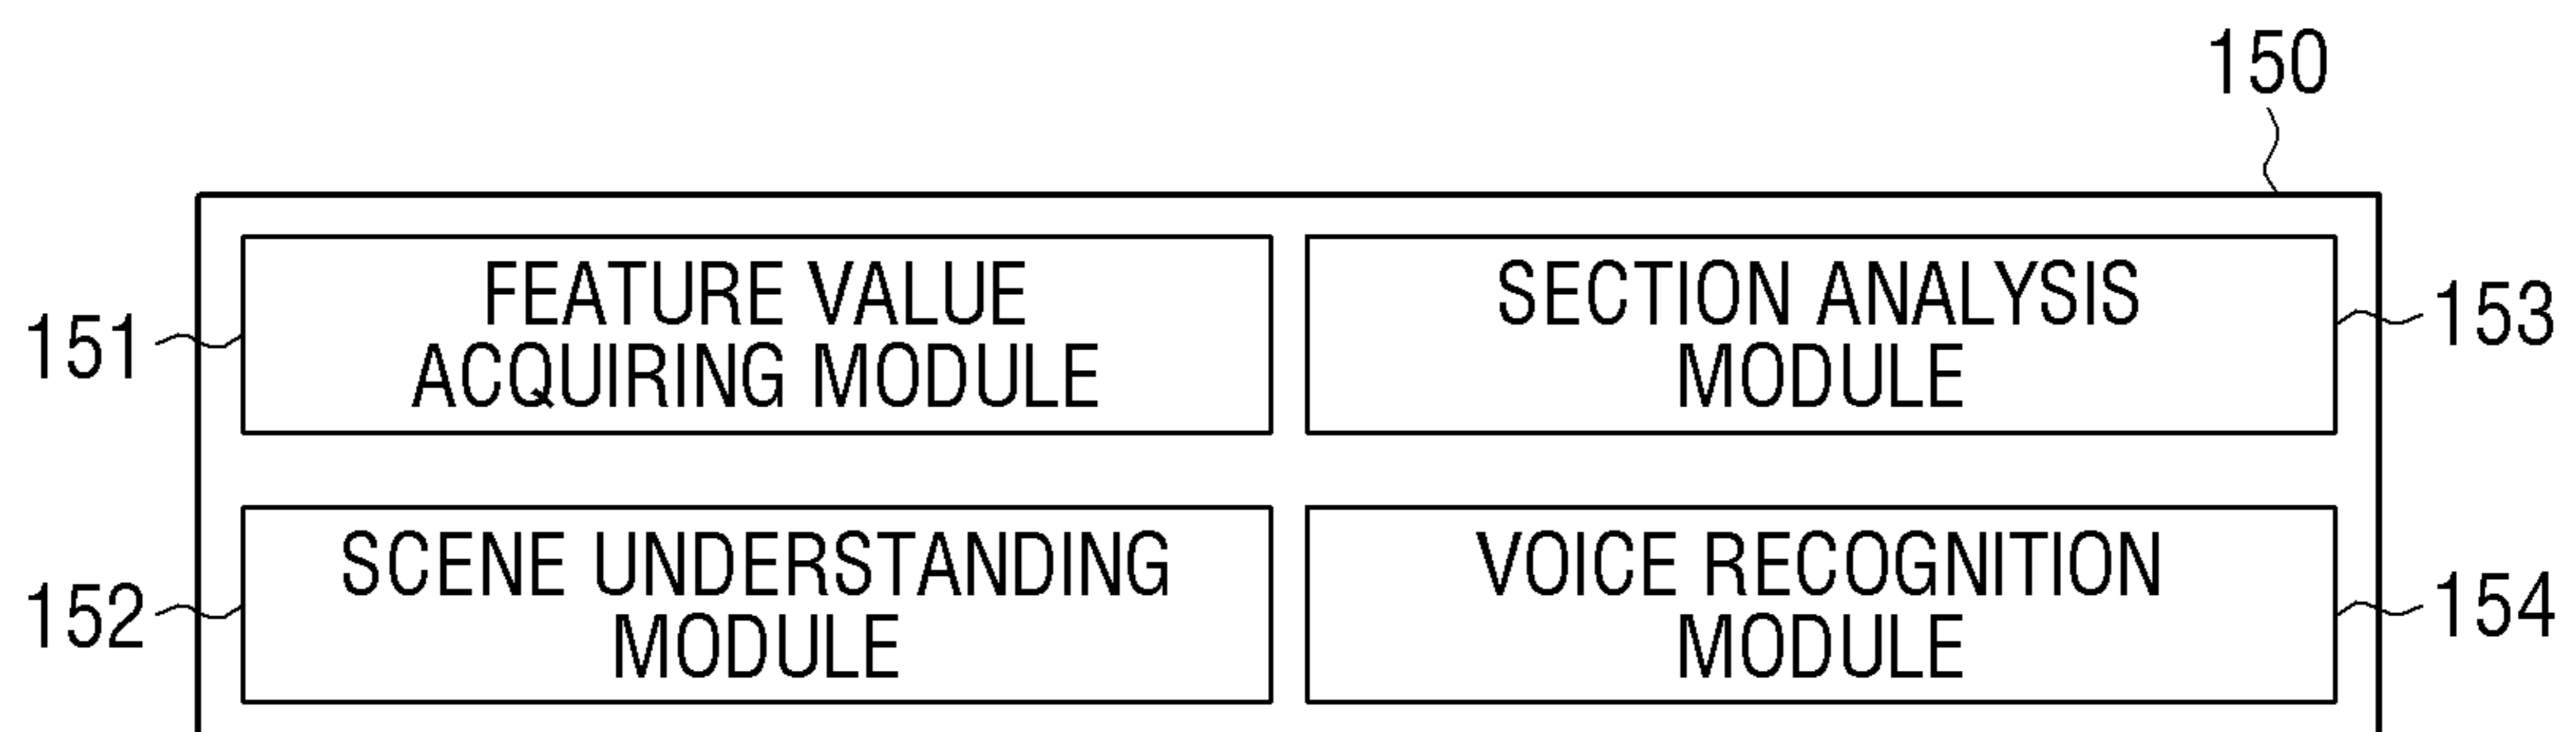 150
FEATURE VALUE
ACQUIRING MODULE
151
SECTION ANALYSIS
MODULE
153
SCENE UNDERSTANDING
MODULE
152
VOICE RECOGNITION
MODULE
154